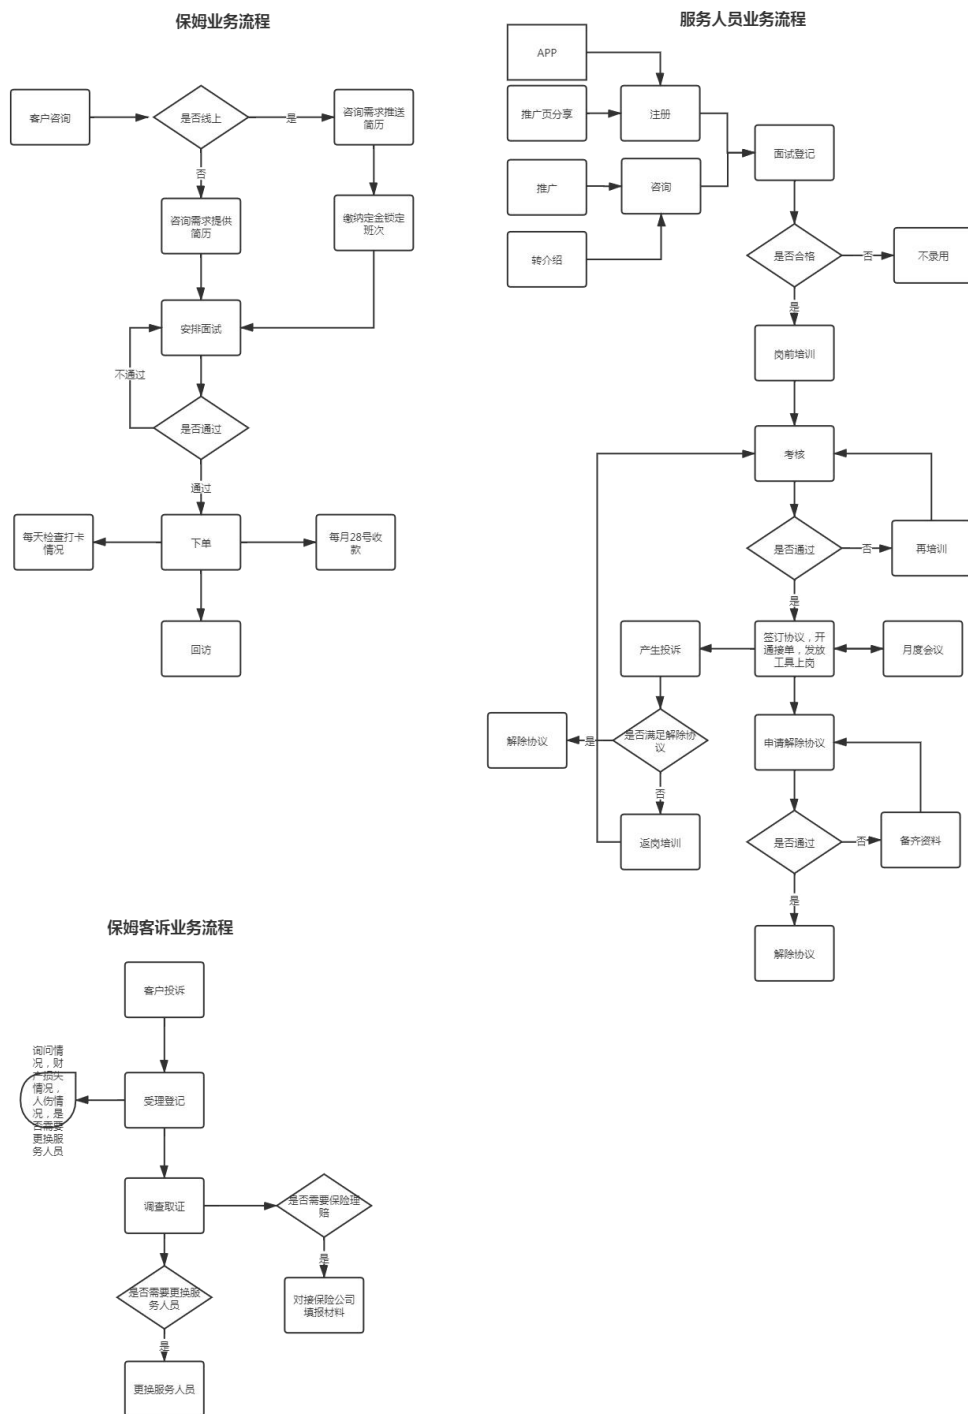 保姆业务流程
客户咨询
是否线上
是
咨询需求推送
简历
否
咨询需求提供
简历
缴纳定金锁定
班次
安排面试
不通过
是否通过
通过
每天检查打卡
情况
下单
每月28号收
款
回访
服务人员业务流程
APP
推广页分享
注册
推广
咨询
转介绍
面试登记
是否合格
否
不录用
是
岗前培训
考核
是否通过
否
再培训
是
签订协议，开
通接单，发放
工具上岗
月度会议
产生投诉
是否满足解除协
议
是
解除协议
否
返岗培训
申请解除协议
是否通过
否
备齐资料
是
解除协议
保姆客诉业务流程
客户投诉
受理登记
询问情
况，财
产损失
情况，
人伤情
况，是
否需要
更换服
务人员
调查取证
是否需要保险理
赔
是
对接保险公司
填报材料
是否需要更换服
务人员
是
更换服务人员